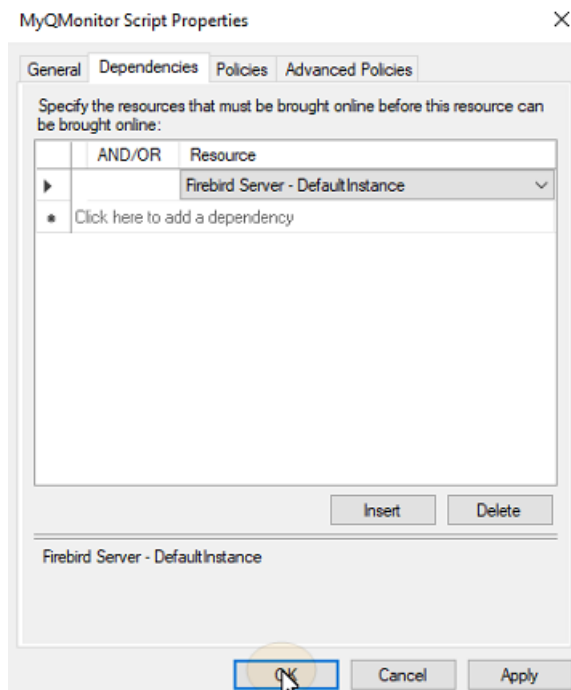 MyQMonitor Script Properties
General Dependencies Policies Advanced Policies
Specify the resources that must be brought online before this resource can
be brought online:
AND/OR Resource
Firebird Server - DefaultInstance
Click here to add a dependency
Insert Delete
Firebird Server - DefaultInstance
OK Cancel Apply